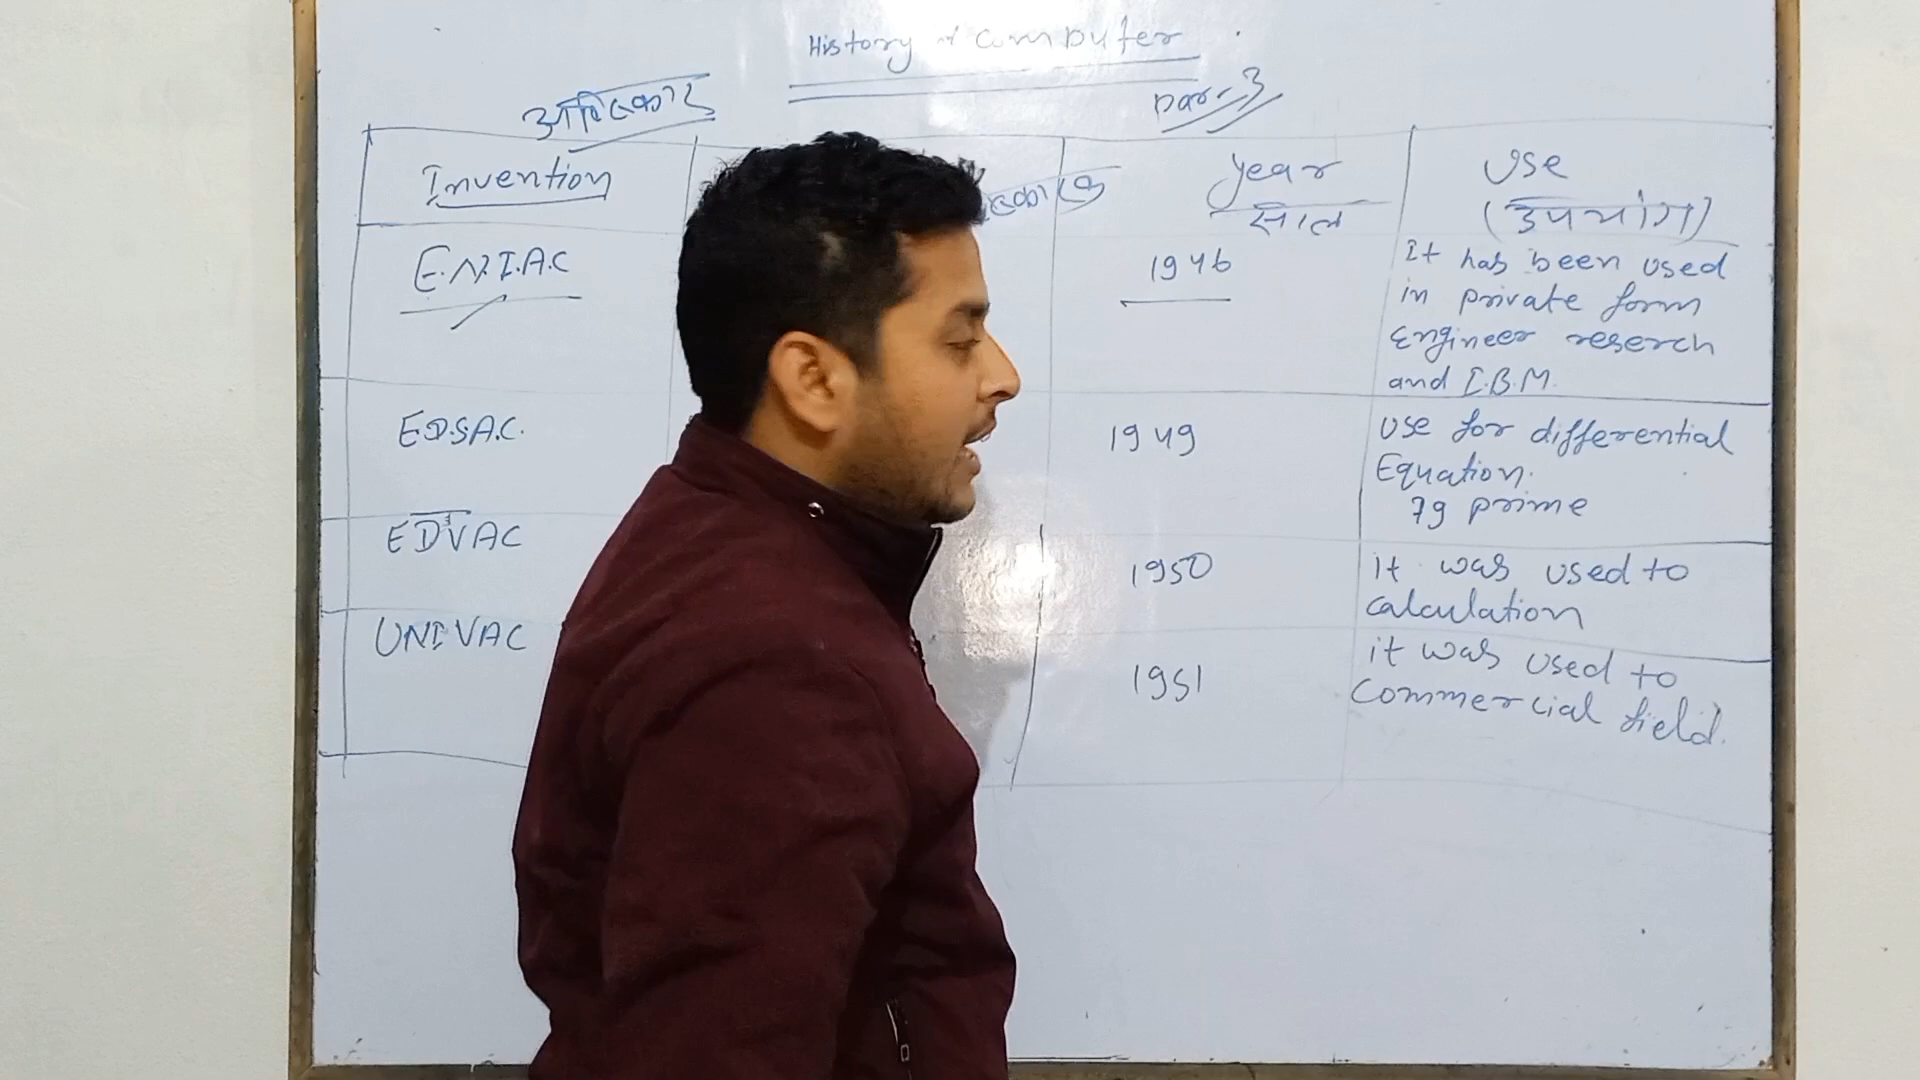 History of Computer
Part-3
आविष्कार
Invention
ष्कारक
year
साल
Use
(उपयोग)
E.N.I.A.C
1946
It has been used
in private form
Engineer reserch
and I.B.M.
E.D.S.A.C.
1949
Use for differential
Equation.
79 prime
EDVAC
1950
it was used to
calculation
UNIVAC
1951
it was used to
commercial field.